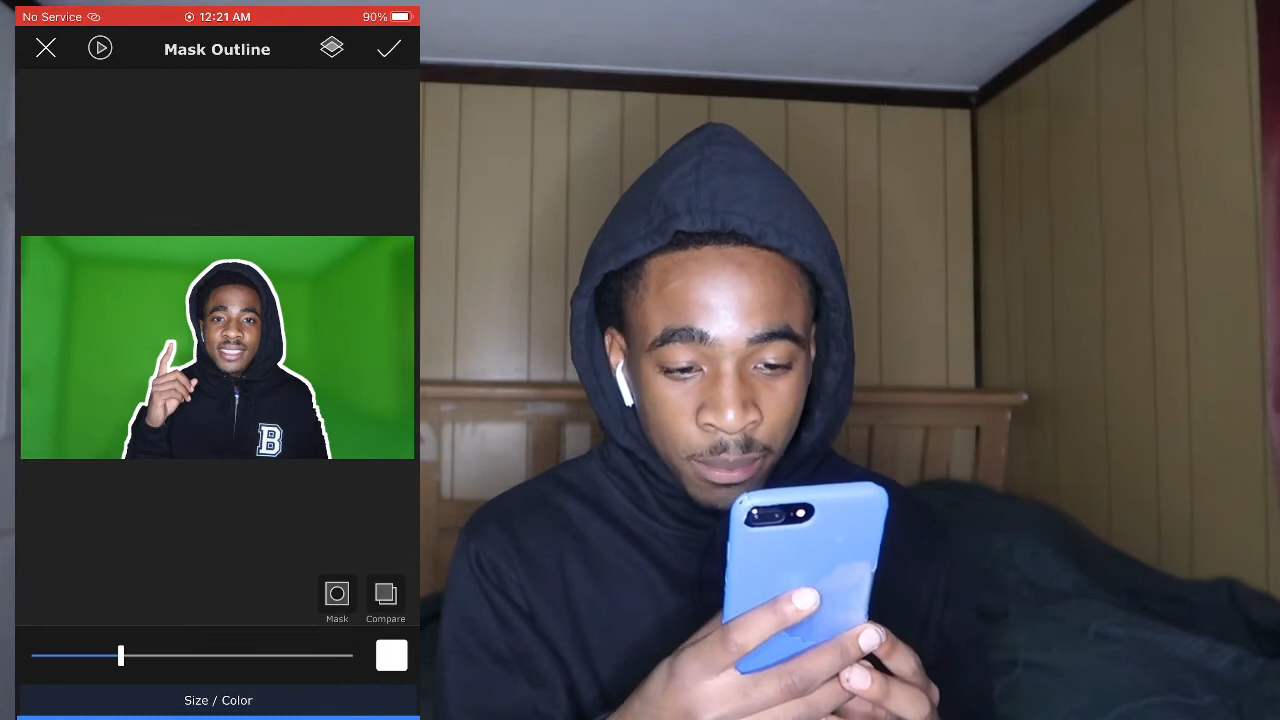 No Service 12:21 AM 90%
Mask Outline
B
Mask Compare
Size / Color